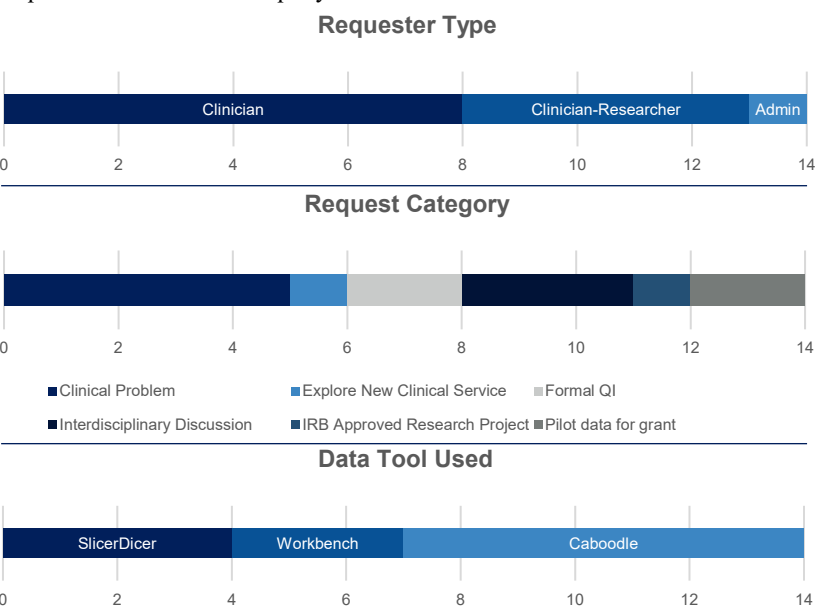 Requester Type
Clinician Clinician-Researcher Admin
0 2 4 6 8 10 12 14
Request Category
0 2 4 6 8 10 12 14
Clinical Problem Explore New Clinical Service Formal QI
Interdisciplinary Discussion IRB Approved Research Project Pilot data for grant
Data Tool Used
SlicerDicer Workbench Caboodle
0 2 4 6 8 10 12 14